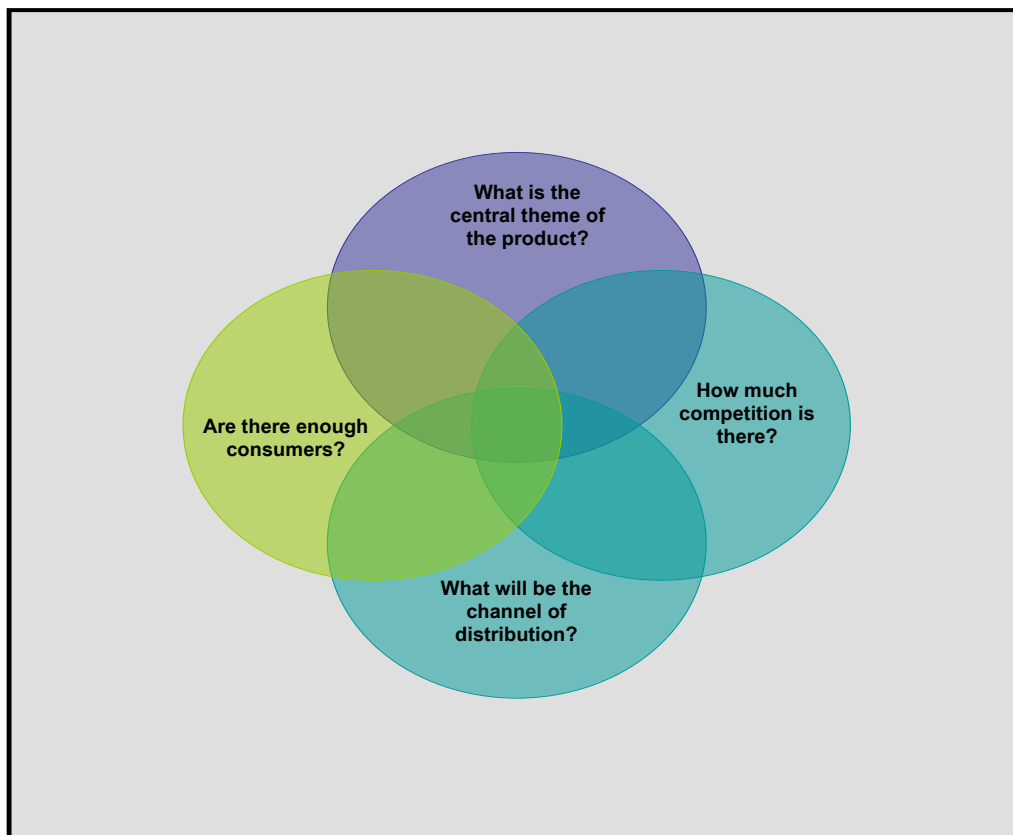 What is the
central theme of
the product?
How much
competition is
there?
Are there enough
consumers?
What will be the
channel of
distribution?